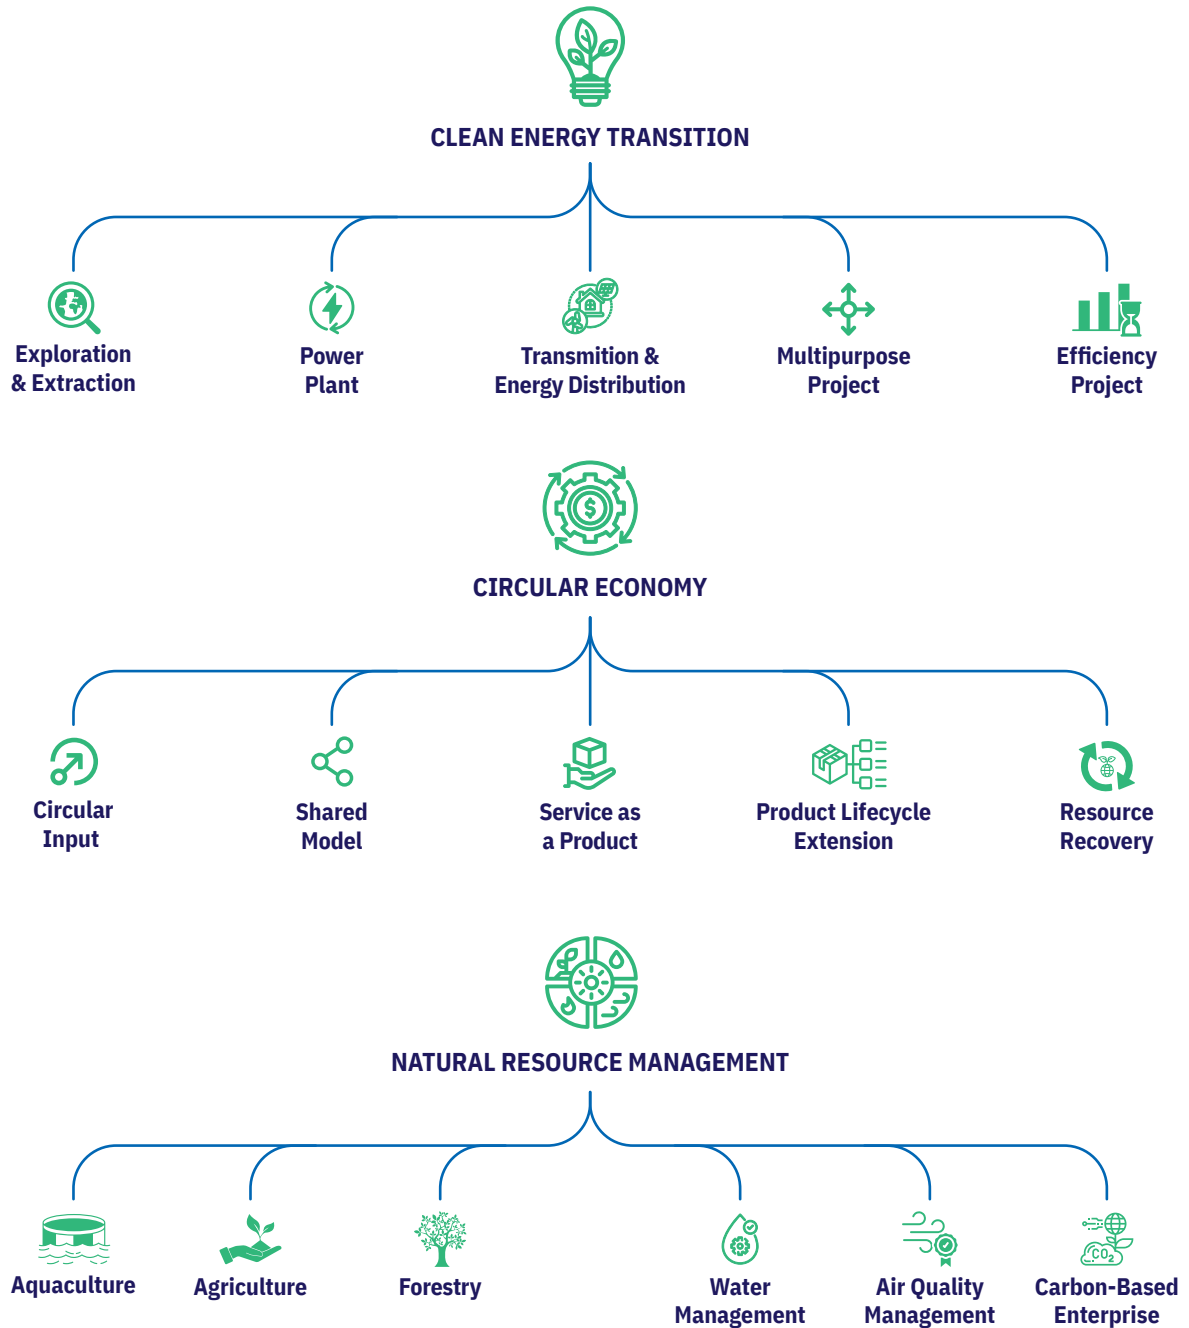 CLEAN ENERGY TRANSITION
Exploration
& Extraction
Power
Plant
Transmition &
Energy Distribution
Multipurpose
Project
Efficiency
Project
$
CIRCULAR ECONOMY
Circular
Input
Shared
Model
Service as
a Product
Product Lifecycle
Extension
Resource
Recovery
NATURAL RESOURCE MANAGEMENT
Aquaculture
Agriculture
Forestry
Water
Management
Air Quality
Management
CO2
Carbon-Based
Enterprise